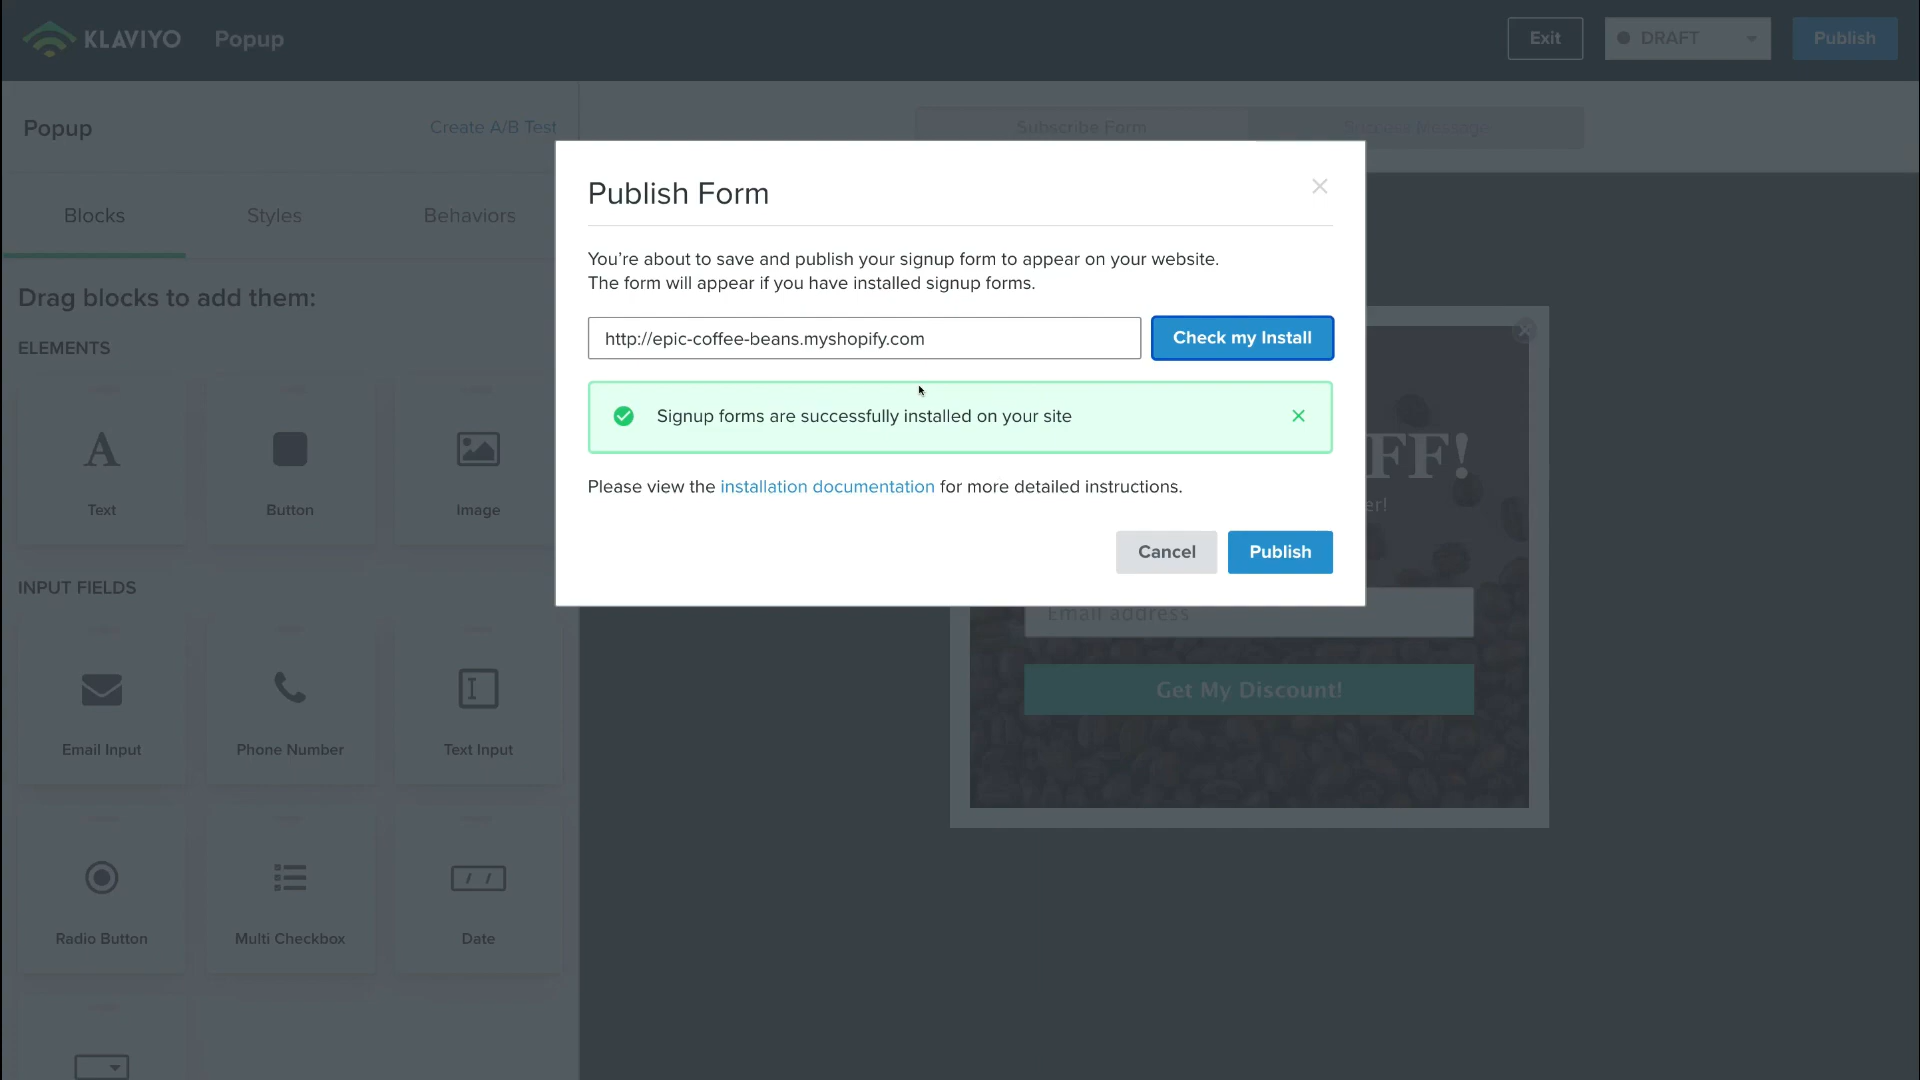 KLAVIYO
Popup
Exit
DRAFT
Publish
Popup
Create A/B Test
Subscribe Form
Success Message
Blocks
Styles
Behaviors
Drag blocks to add them:
ELEMENTS
Text
Button
Image
INPUT FIELDS
Email Input
Phone Number
Text Input
Radio Button
Multi Checkbox
Date
Publish Form
You're about to save and publish your signup form to appear on your website.
The form will appear if you have installed signup forms.
http://epic-coffee-beans.myshopify.com
Check my Install
Signup forms are successfully installed on your site
Please view the installation documentation for more detailed instructions.
Cancel
Publish
FF!
er!
Email address
Get My Discount!